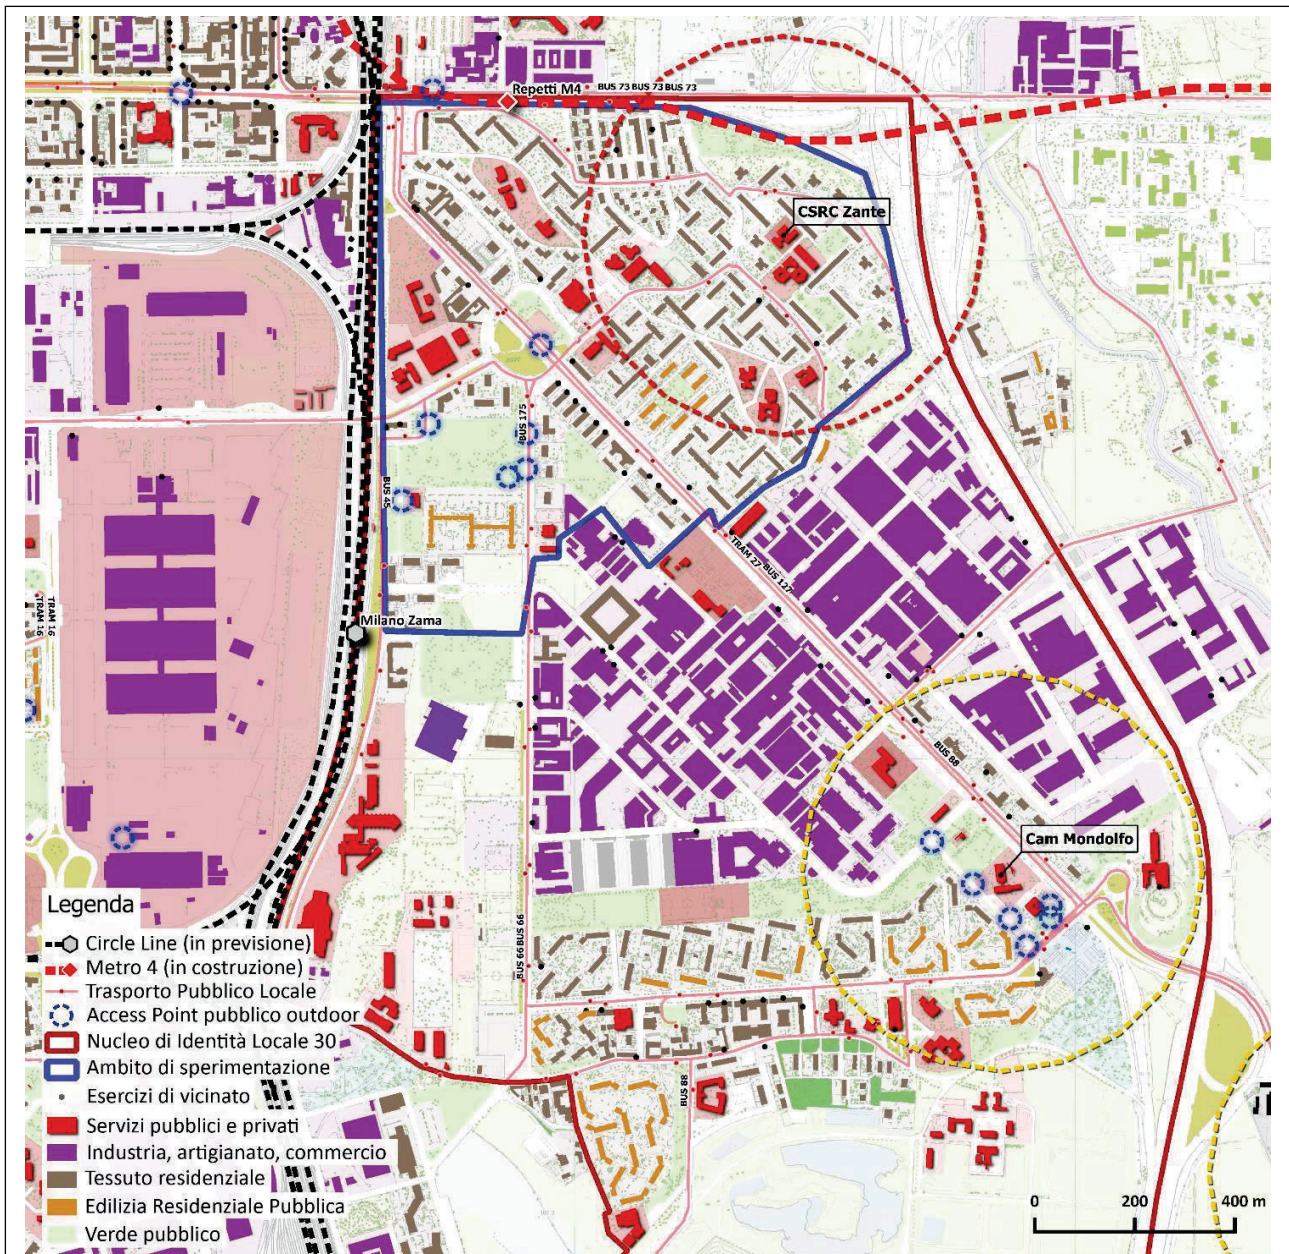 Repetti M4
BUS 73 BUS 73 BUS 73
CSRC Zante
FIUME LAMBRO
BUS 175
BUS 45
TRAM 27-BUS 127
TRAM 16
TRAM 16
Milano Zama
BUS 88
Cam Mondolfo
BUS 66 BUS 66
BUS 88
Legenda
Circle Line (in previsione)
Metro 4 (in costruzione)
Trasporto Pubblico Locale
Access Point pubblico outdoor
Nucleo di Identità Locale 30
Ambito di sperimentazione
Esercizi di vicinato
Servizi pubblici e privati
Industria, artigianato, commercio
Tessuto residenziale
Edilizia Residenziale Pubblica
Verde pubblico
0 200 400 m